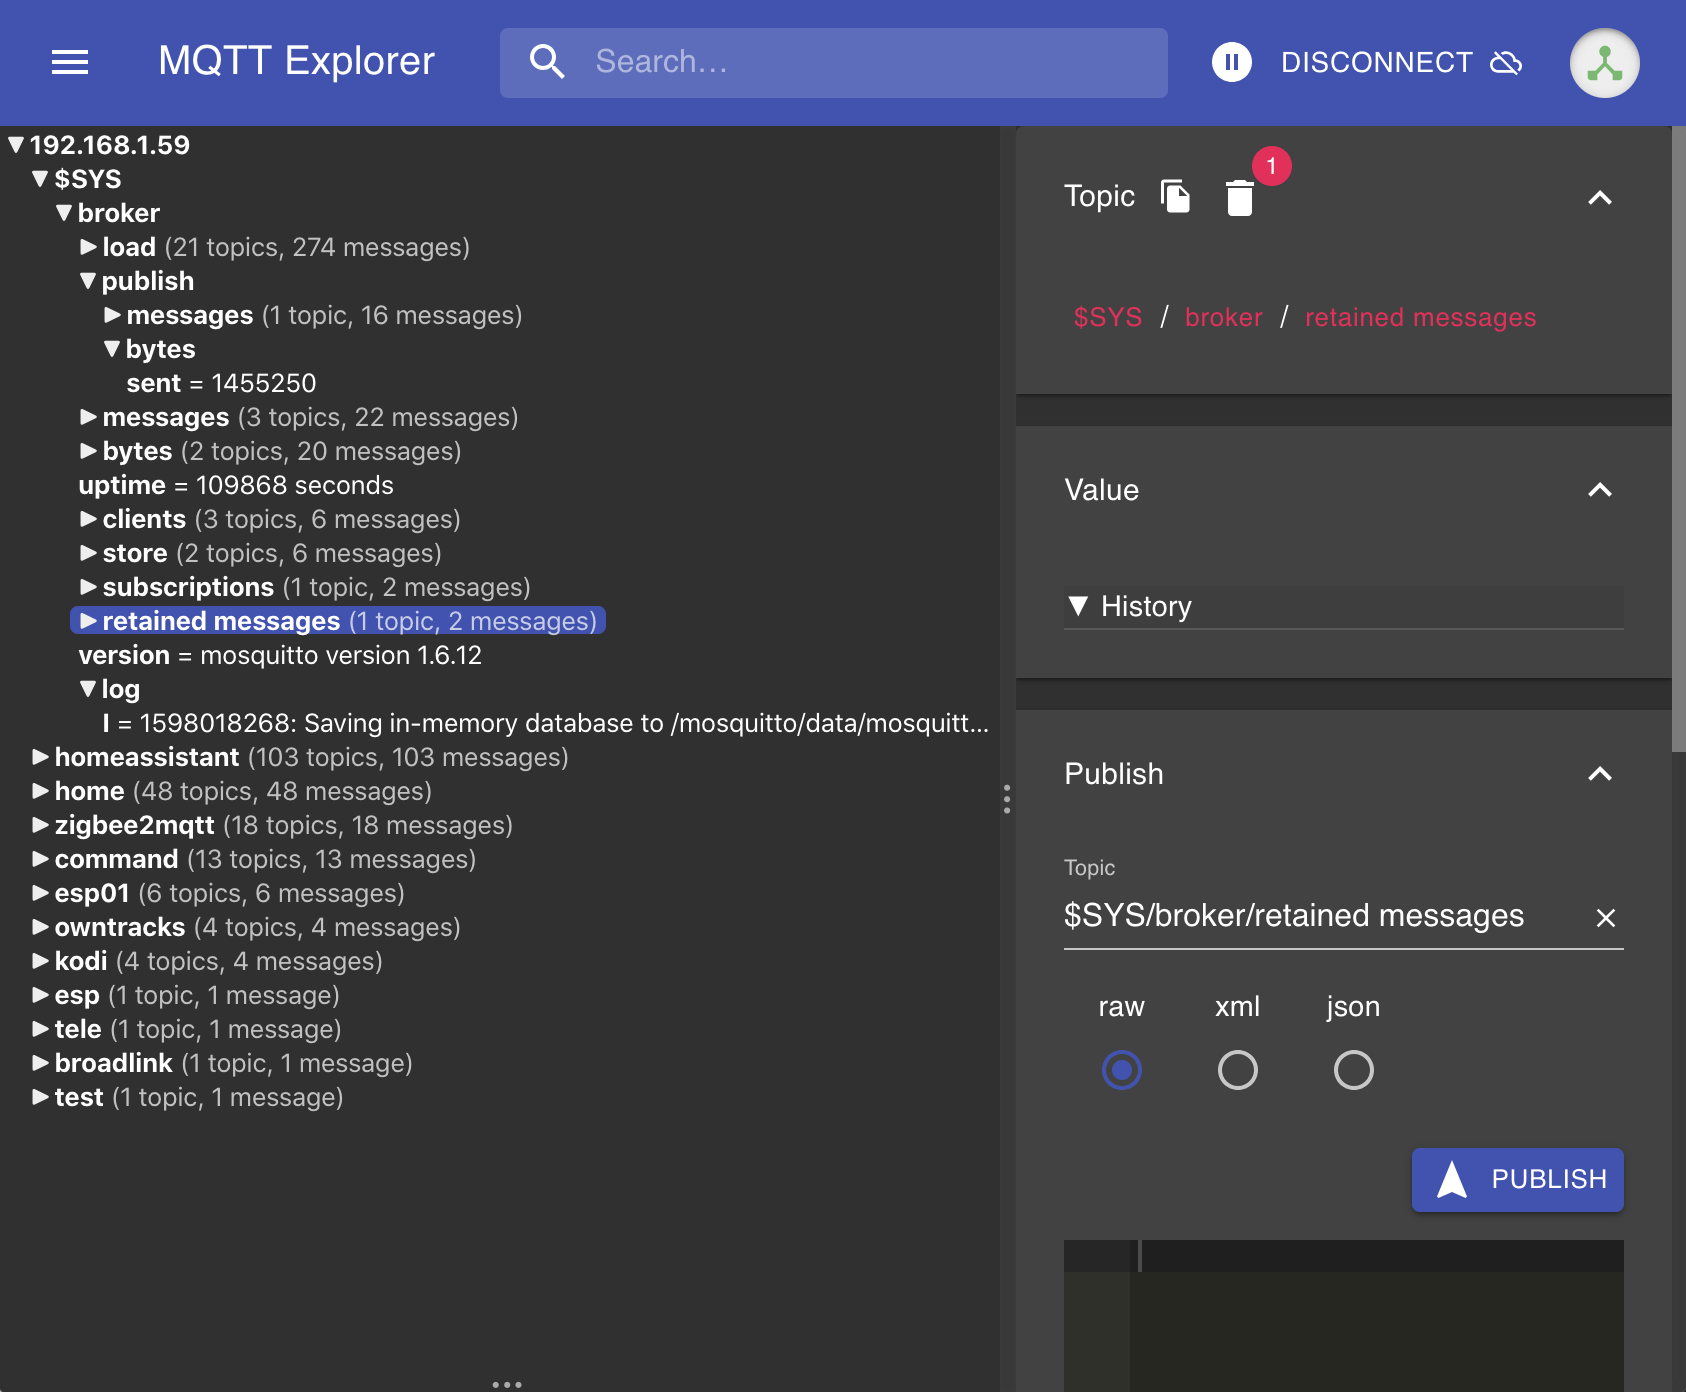 MQTT Explorer
Search...
DISCONNECT
▼ 192.168.1.59
▼ $SYS
▼ broker
▶ load (21 topics, 274 messages)
▼ publish
▶ messages (1 topic, 16 messages)
▼ bytes
sent = 1455250
▶ messages (3 topics, 22 messages)
▶ bytes (2 topics, 20 messages)
uptime = 109868 seconds
▶ clients (3 topics, 6 messages)
▶ store (2 topics, 6 messages)
▶ subscriptions (1 topic, 2 messages)
▶ retained messages (1 topic, 2 messages)
version = mosquitto version 1.6.12
▼ log
I = 1598018268: Saving in-memory database to /mosquitto/data/mosquitt...
▶ homeassistant (103 topics, 103 messages)
▶ home (48 topics, 48 messages)
▶ zigbee2mqtt (18 topics, 18 messages)
▶ command (13 topics, 13 messages)
▶ esp01 (6 topics, 6 messages)
▶ owntracks (4 topics, 4 messages)
▶ kodi (4 topics, 4 messages)
▶ esp (1 topic, 1 message)
▶ tele (1 topic, 1 message)
▶ broadlink (1 topic, 1 message)
▶ test (1 topic, 1 message)
Topic 1
$SYS / broker / retained messages
Value
▼ History
Publish
Topic
$SYS/broker/retained messages
raw xml json
PUBLISH